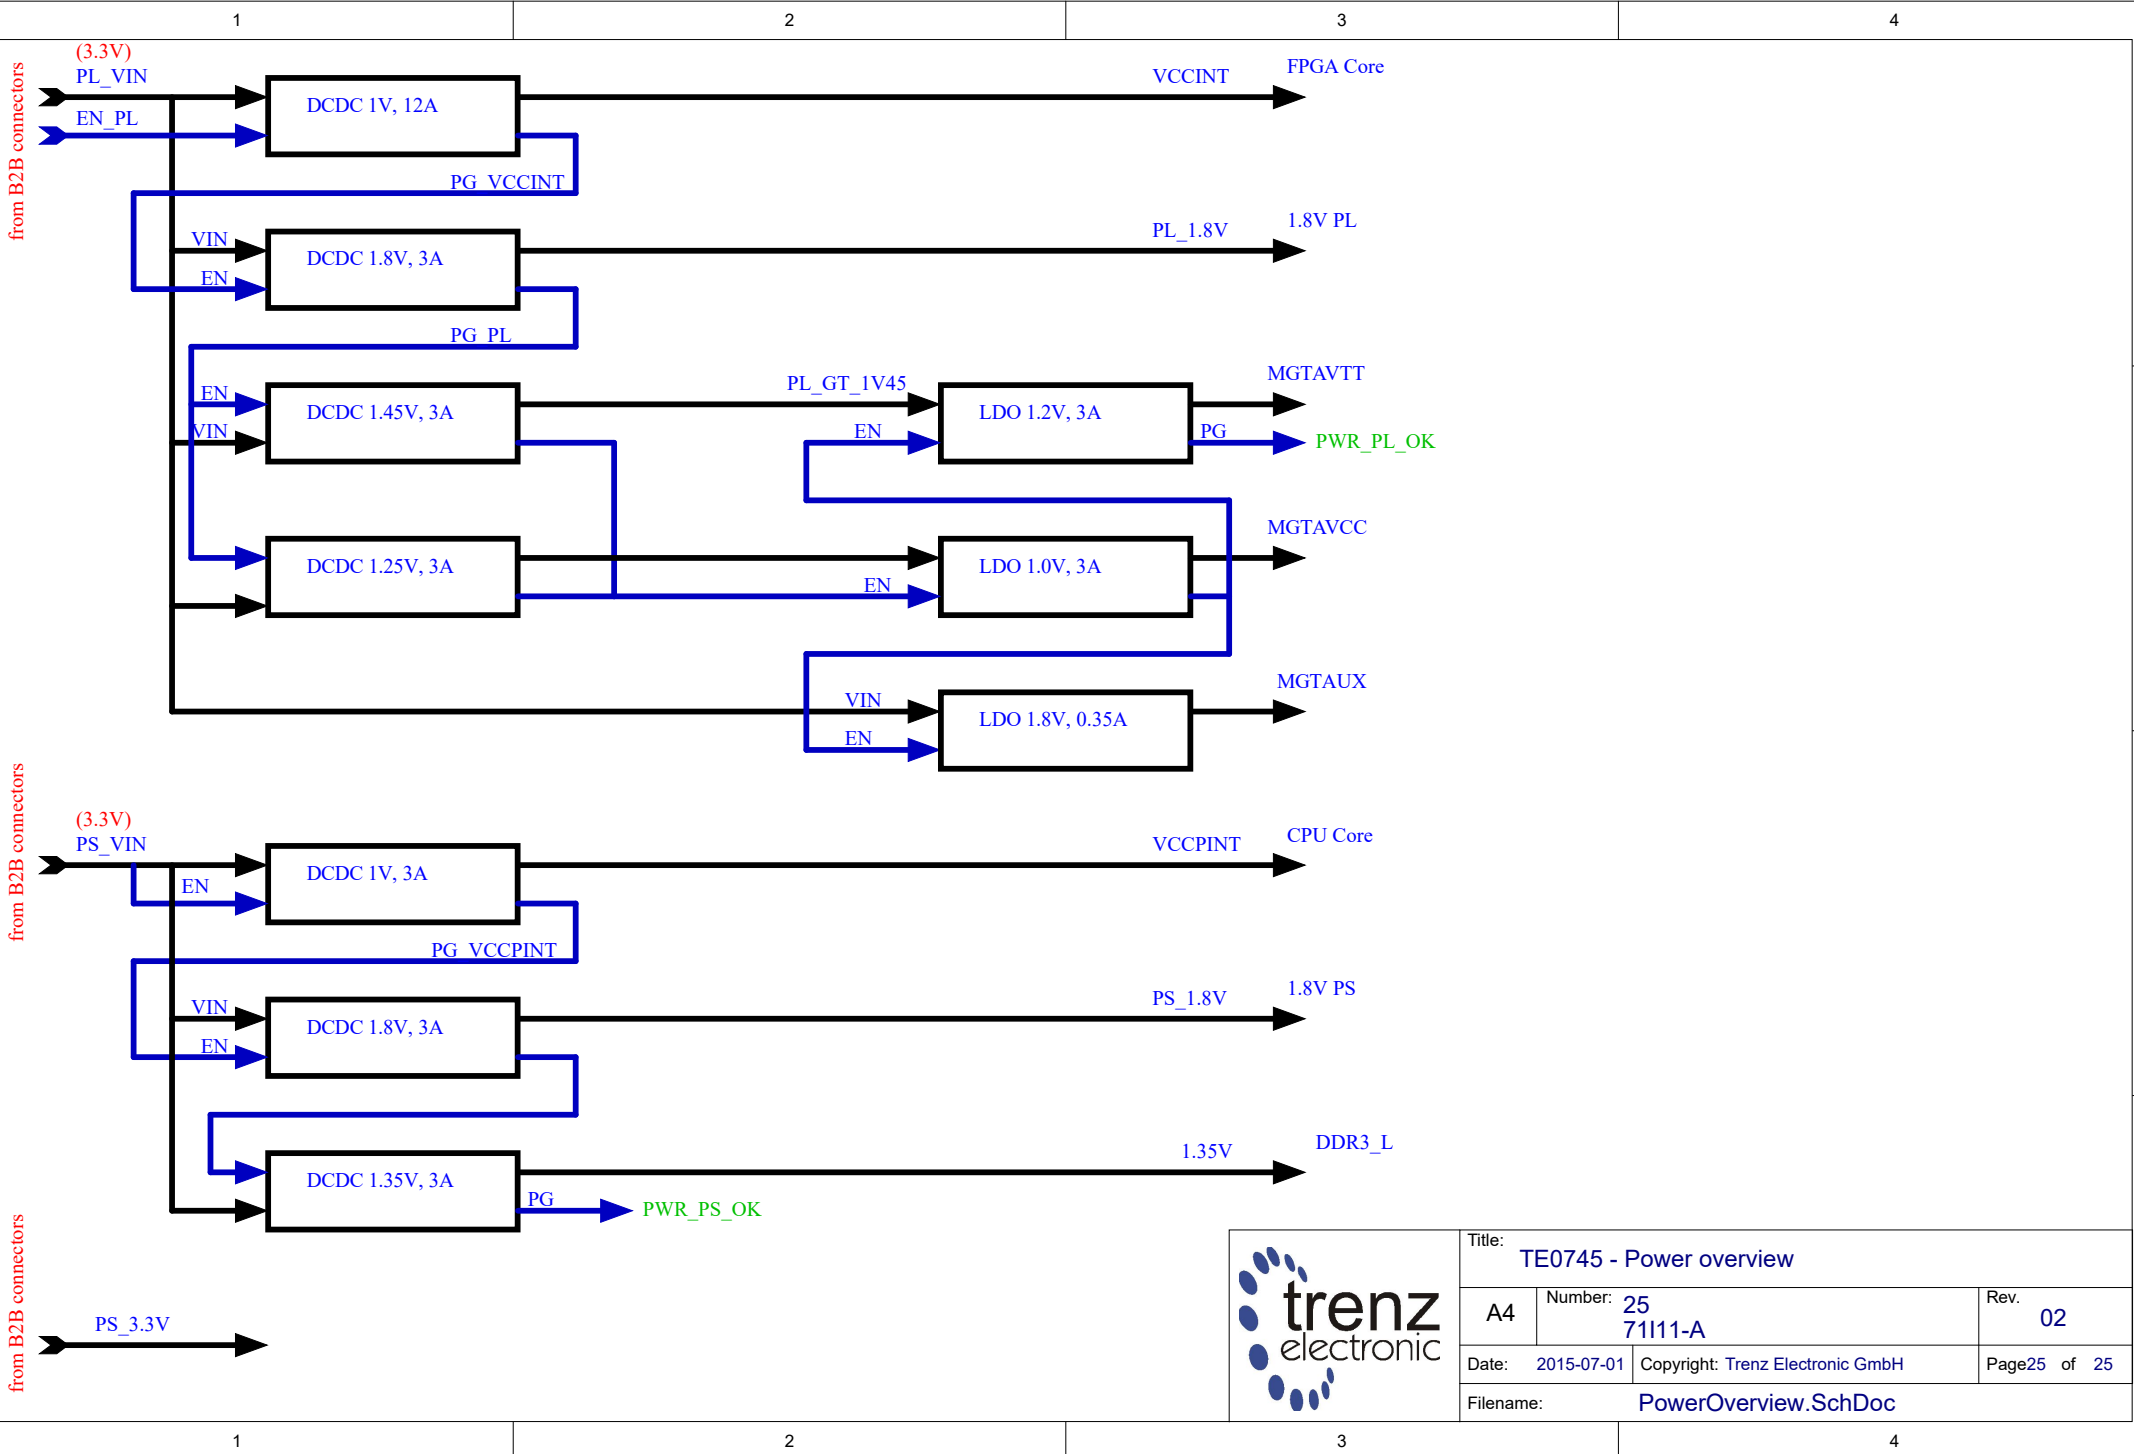 1 2 3 4
(3.3V)
PL_VIN
EN_PL
from B2B connectors
DCDC 1V, 12A
VCCINT
FPGA Core
PG_VCCINT
VIN
EN
DCDC 1.8V, 3A
PL_1.8V
1.8V PL
PG_PL
EN
VIN
DCDC 1.45V, 3A
PL_GT_1V45
EN
LDO 1.2V, 3A
MGTAVTT
PG
PWR_PL_OK
DCDC 1.25V, 3A
EN
LDO 1.0V, 3A
MGTAVCC
VIN
EN
LDO 1.8V, 0.35A
MGTAUX
from B2B connectors
(3.3V)
PS_VIN
EN
DCDC 1V, 3A
VCCPINT
CPU Core
PG_VCCPINT
VIN
EN
DCDC 1.8V, 3A
PS_1.8V
1.8V PS
DCDC 1.35V, 3A
1.35V
DDR3_L
PG
PWR_PS_OK
from B2B connectors
PS_3.3V
trenz
electronic
Title:
TE0745 - Power overview
A4
Number: 25
71I11-A
Rev.
02
Date: 2015-07-01
Copyright: Trenz Electronic GmbH
Page25 of 25
Filename: PowerOverview.SchDoc
1 2 3 4